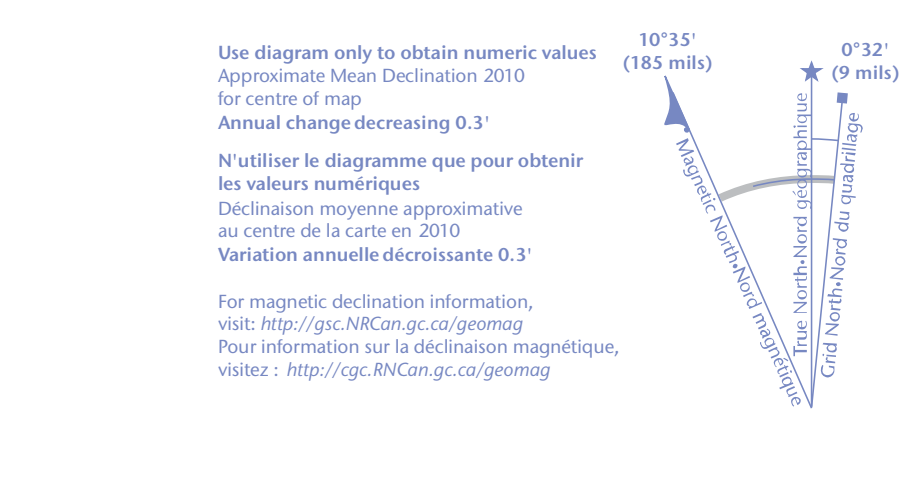 Use diagram only to obtain numeric values
Approximate Mean Declination 2010
for centre of map
Annual change decreasing 0.3'
N'utiliser le diagramme que pour obtenir
les valeurs numériques
Déclinaison moyenne approximative
au centre de la carte en 2010
Variation annuelle décroissante 0.3'
For magnetic declination information,
visit: http://gsc.NRCan.gc.ca/geomag
Pour information sur la déclinaison magnétique,
visitez : http://cgc.RNCan.gc.ca/geomag
10°35'
(185 mils)
0°32'
(9 mils)
Magnetic North•Nord magnétique
True North•Nord géographique
Grid North•Nord du quadrillage